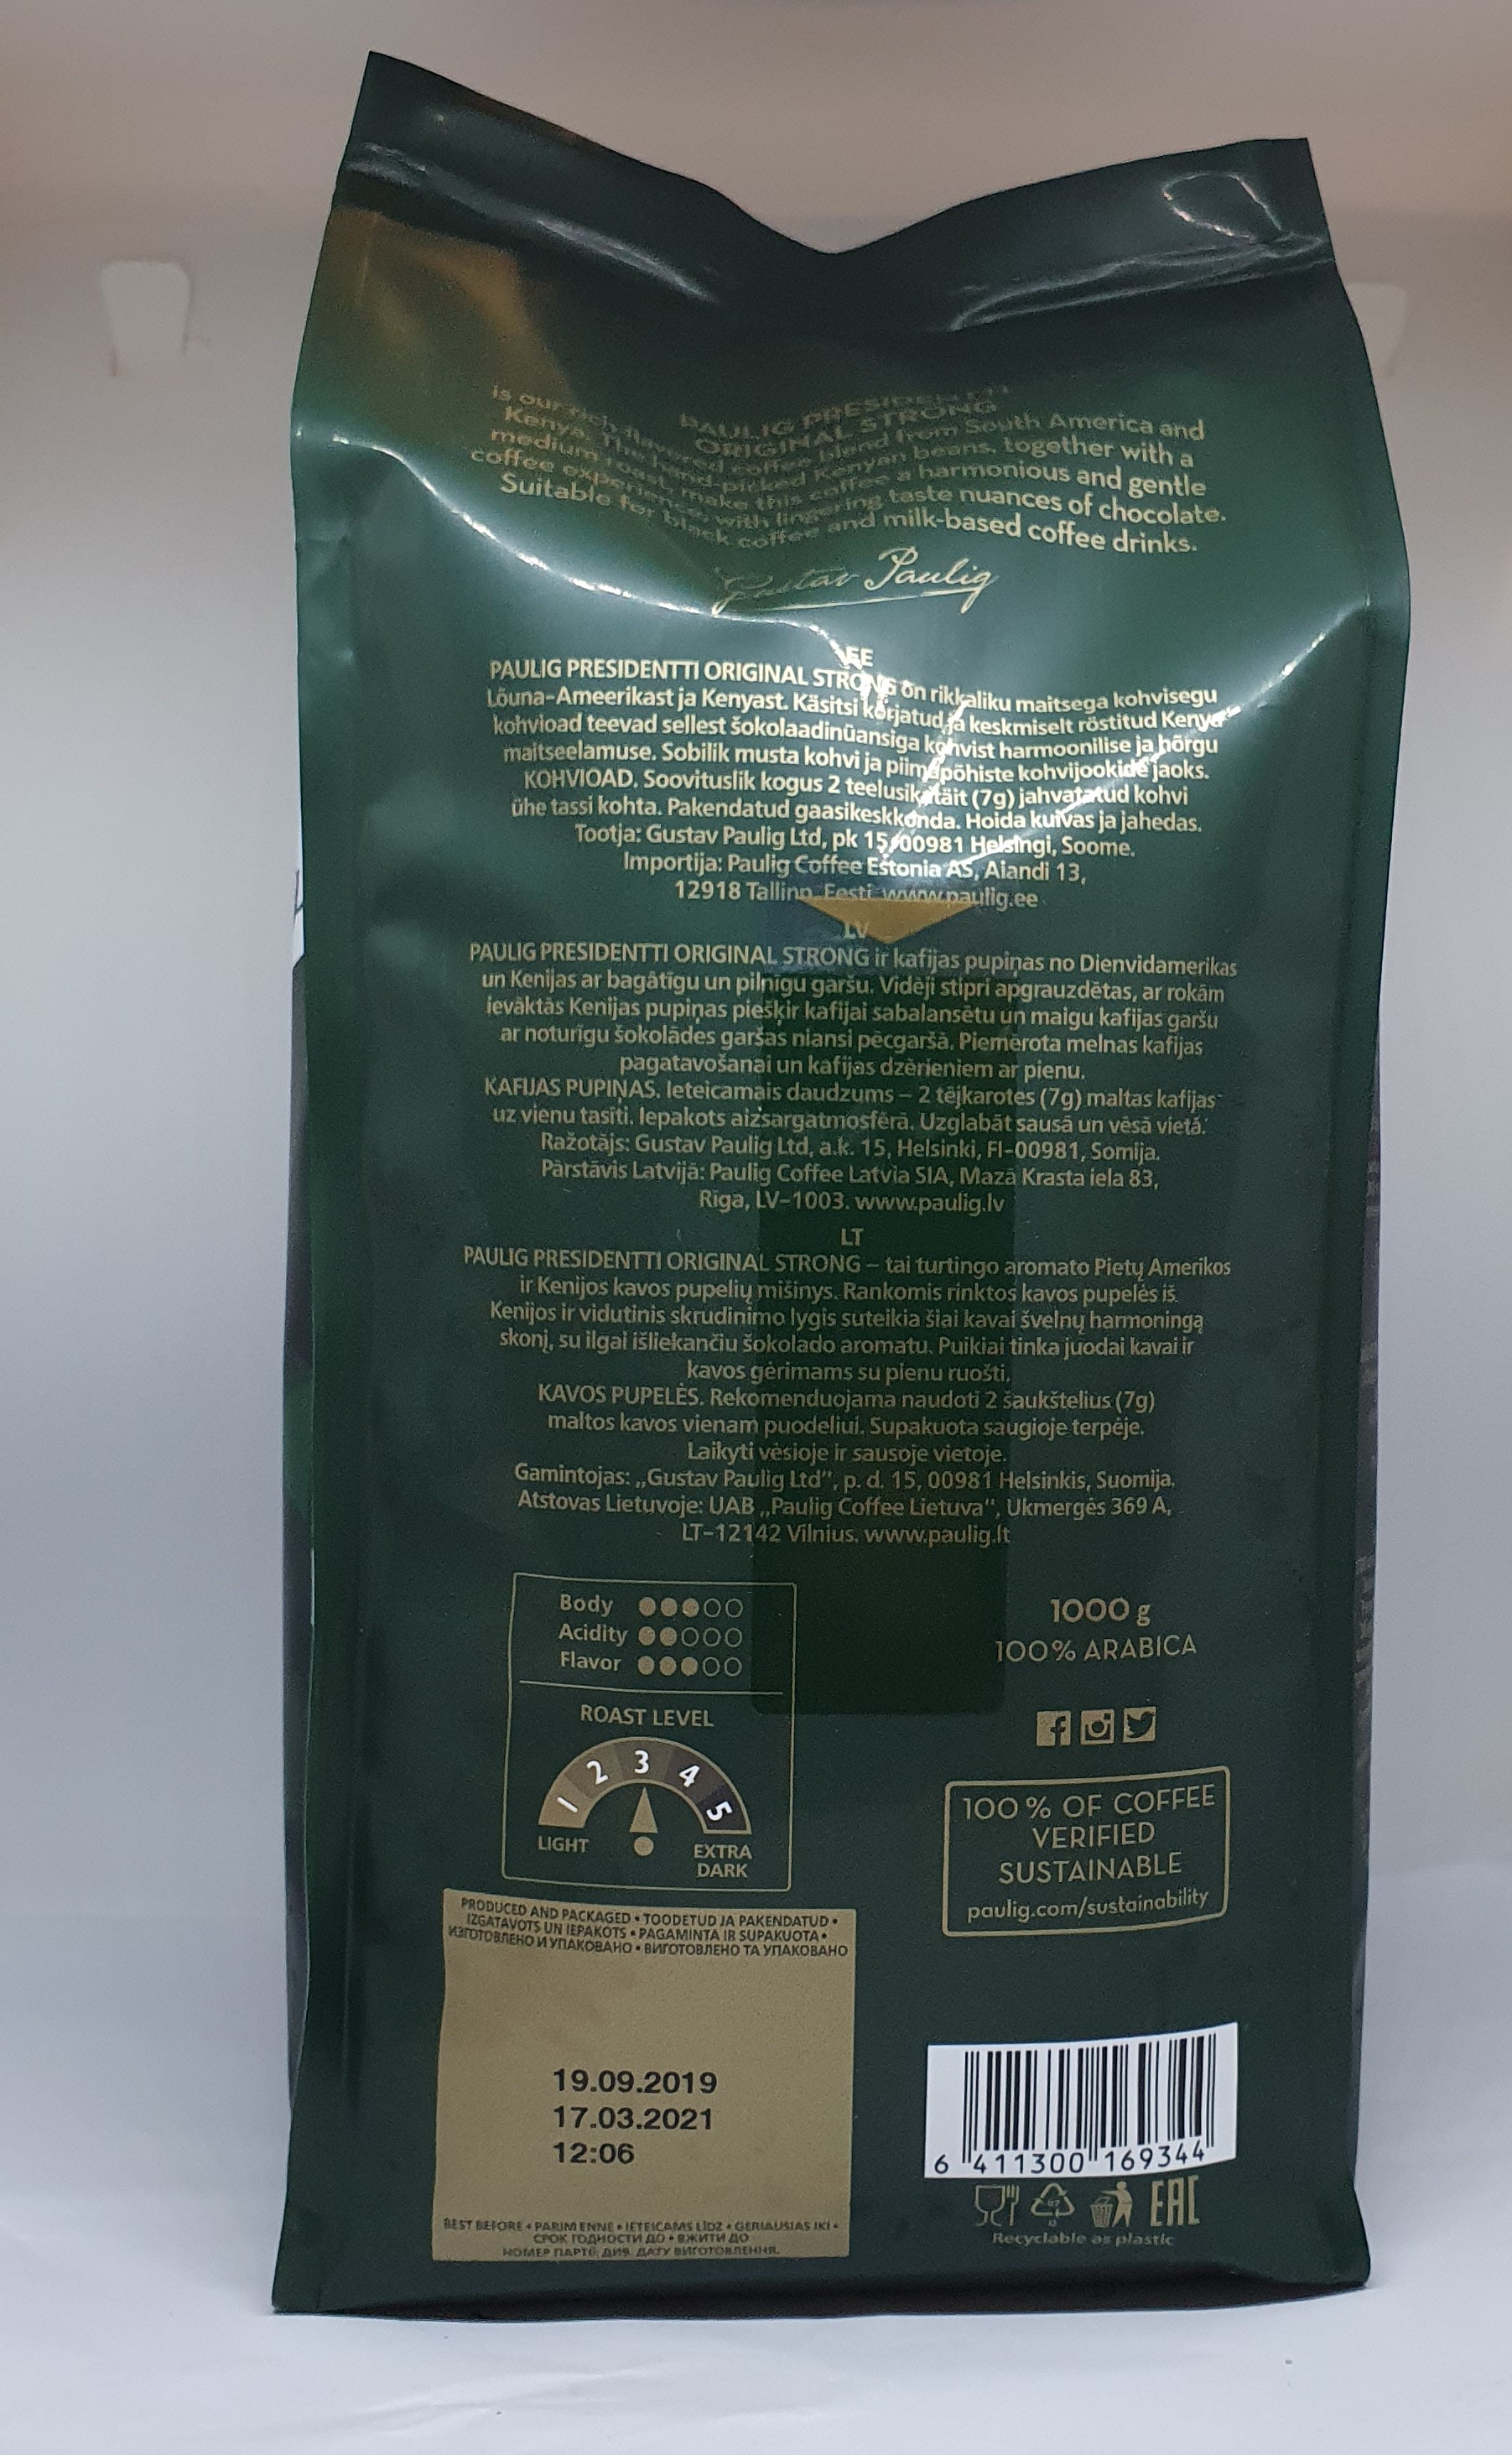 PAULIG PRESIDENTTI
ORIGINAL STRONG
is our rich-flavored coffee blend from South America and
Kenya. The hand-picked Kenyan beans, together with a
medium roast, make this coffee a harmonious and gentle
coffee experience, with lingering taste nuances of chocolate.
Suitable for black coffee and milk-based coffee drinks.
Gustav Paulig
EE
PAULIG PRESIDENTTI ORIGINAL STRONG on rikkaliku maitsega kohvisegu
Lõuna-Ameerikast ja Kenyast. Käsitsi korjatud ja keskmiselt röstitud Kenya
kohvioad teevad sellest šokolaadinüansiga kohvist harmoonilise ja hõrgu
maitseelamuse. Sobilik musta kohvi ja piimapõhiste kohvijookide jaoks.
KOHVIOAD. Soovituslik kogus 2 teelusikatäit (7g) jahvatatud kohvi
ühe tassi kohta. Pakendatud gaasikeskkonda. Hoida kuivas ja jahedas.
Tootja: Gustav Paulig Ltd, pk 15, 00981 Helsingi, Soome.
Importija: Paulig Coffee Estonia AS, Aiandi 13,
12918 Tallinn, Eesti www.paulig.ee
LV
PAULIG PRESIDENTTI ORIGINAL STRONG ir kafijas pupiņas no Dienvidamerikas
un Kenijas ar bagātīgu un pilnīgu garšu. Vidēji stipri apgrauzdētas, ar rokām
ievāktās Kenijas pupiņas piešķir kafijai sabalansētu un maigu kafijas garšu
ar noturīgu šokolādes garšas niansi pēcgaršā. Piemērota melnas kafijas
pagatavošanai un kafijas dzērieniem ar pienu.
KAFIJAS PUPIŅAS. Ieteicamais daudzums – 2 tējkarotes (7g) maltas kafijas
uz vienu tasīti. Iepakots aizsargatmosfērā. Uzglabāt sausā un vēsā vietā.
Ražotājs: Gustav Paulig Ltd, a.k. 15, Helsinki, FI-00981, Somija.
Pārstāvis Latvijā: Paulig Coffee Latvia SIA, Mazā Krasta iela 83,
Rīga, LV-1003. www.paulig.lv
LT
PAULIG PRESIDENTTI ORIGINAL STRONG – tai turtingo aromato Pietų Amerikos
ir Kenijos kavos pupelių mišinys. Rankomis rinktos kavos pupelės iš
Kenijos ir vidutinis skrudinimo lygis suteikia šiai kavai švelnų harmoningą
skonį, su ilgai išliekančiu šokolado aromatu. Puikiai tinka juodai kavai ir
kavos gėrimams su pienu ruošti.
KAVOS PUPELĖS. Rekomenduojama naudoti 2 šaukštelius (7g)
maltos kavos vienam puodeliui. Supakuota saugioje terpėje.
Laikyti vėsioje ir sausoje vietoje.
Gamintojas: „Gustav Paulig Ltd", p. d. 15, 00981 Helsinkis, Suomija.
Atstovas Lietuvoje: UAB „Paulig Coffee Lietuva", Ukmergės 369 A,
LT-12142 Vilnius. www.paulig.lt
Body
Acidity
Flavor
ROAST LEVEL
1 2 3 4 5
LIGHT
EXTRA
DARK
1000 g
100% ARABICA
100 % OF COFFEE
VERIFIED
SUSTAINABLE
paulig.com/sustainability
PRODUCED AND PACKAGED • TOODETUD JA PAKENDATUD •
IZGATAVOTS UN IEPAKOTS • PAGAMINTA IR SUPAKUOTA •
ИЗГОТОВЛЕНО И УПАКОВАНО • ВИГОТОВЛЕНО ТА УПАКОВАНО
19.09.2019
17.03.2021
12:06
BEST BEFORE • PARIM ENNE • IETEICAMS LĪDZ • GERIAUSIAS IKI •
СРОК ГОДНОСТИ ДО • ВЖИТИ ДО
НОМЕР ПАРТІЇ: ДИВ. ДАТУ ВИГОТОВЛЕННЯ.
6 411300 169344
EAC
Recyclable as plastic